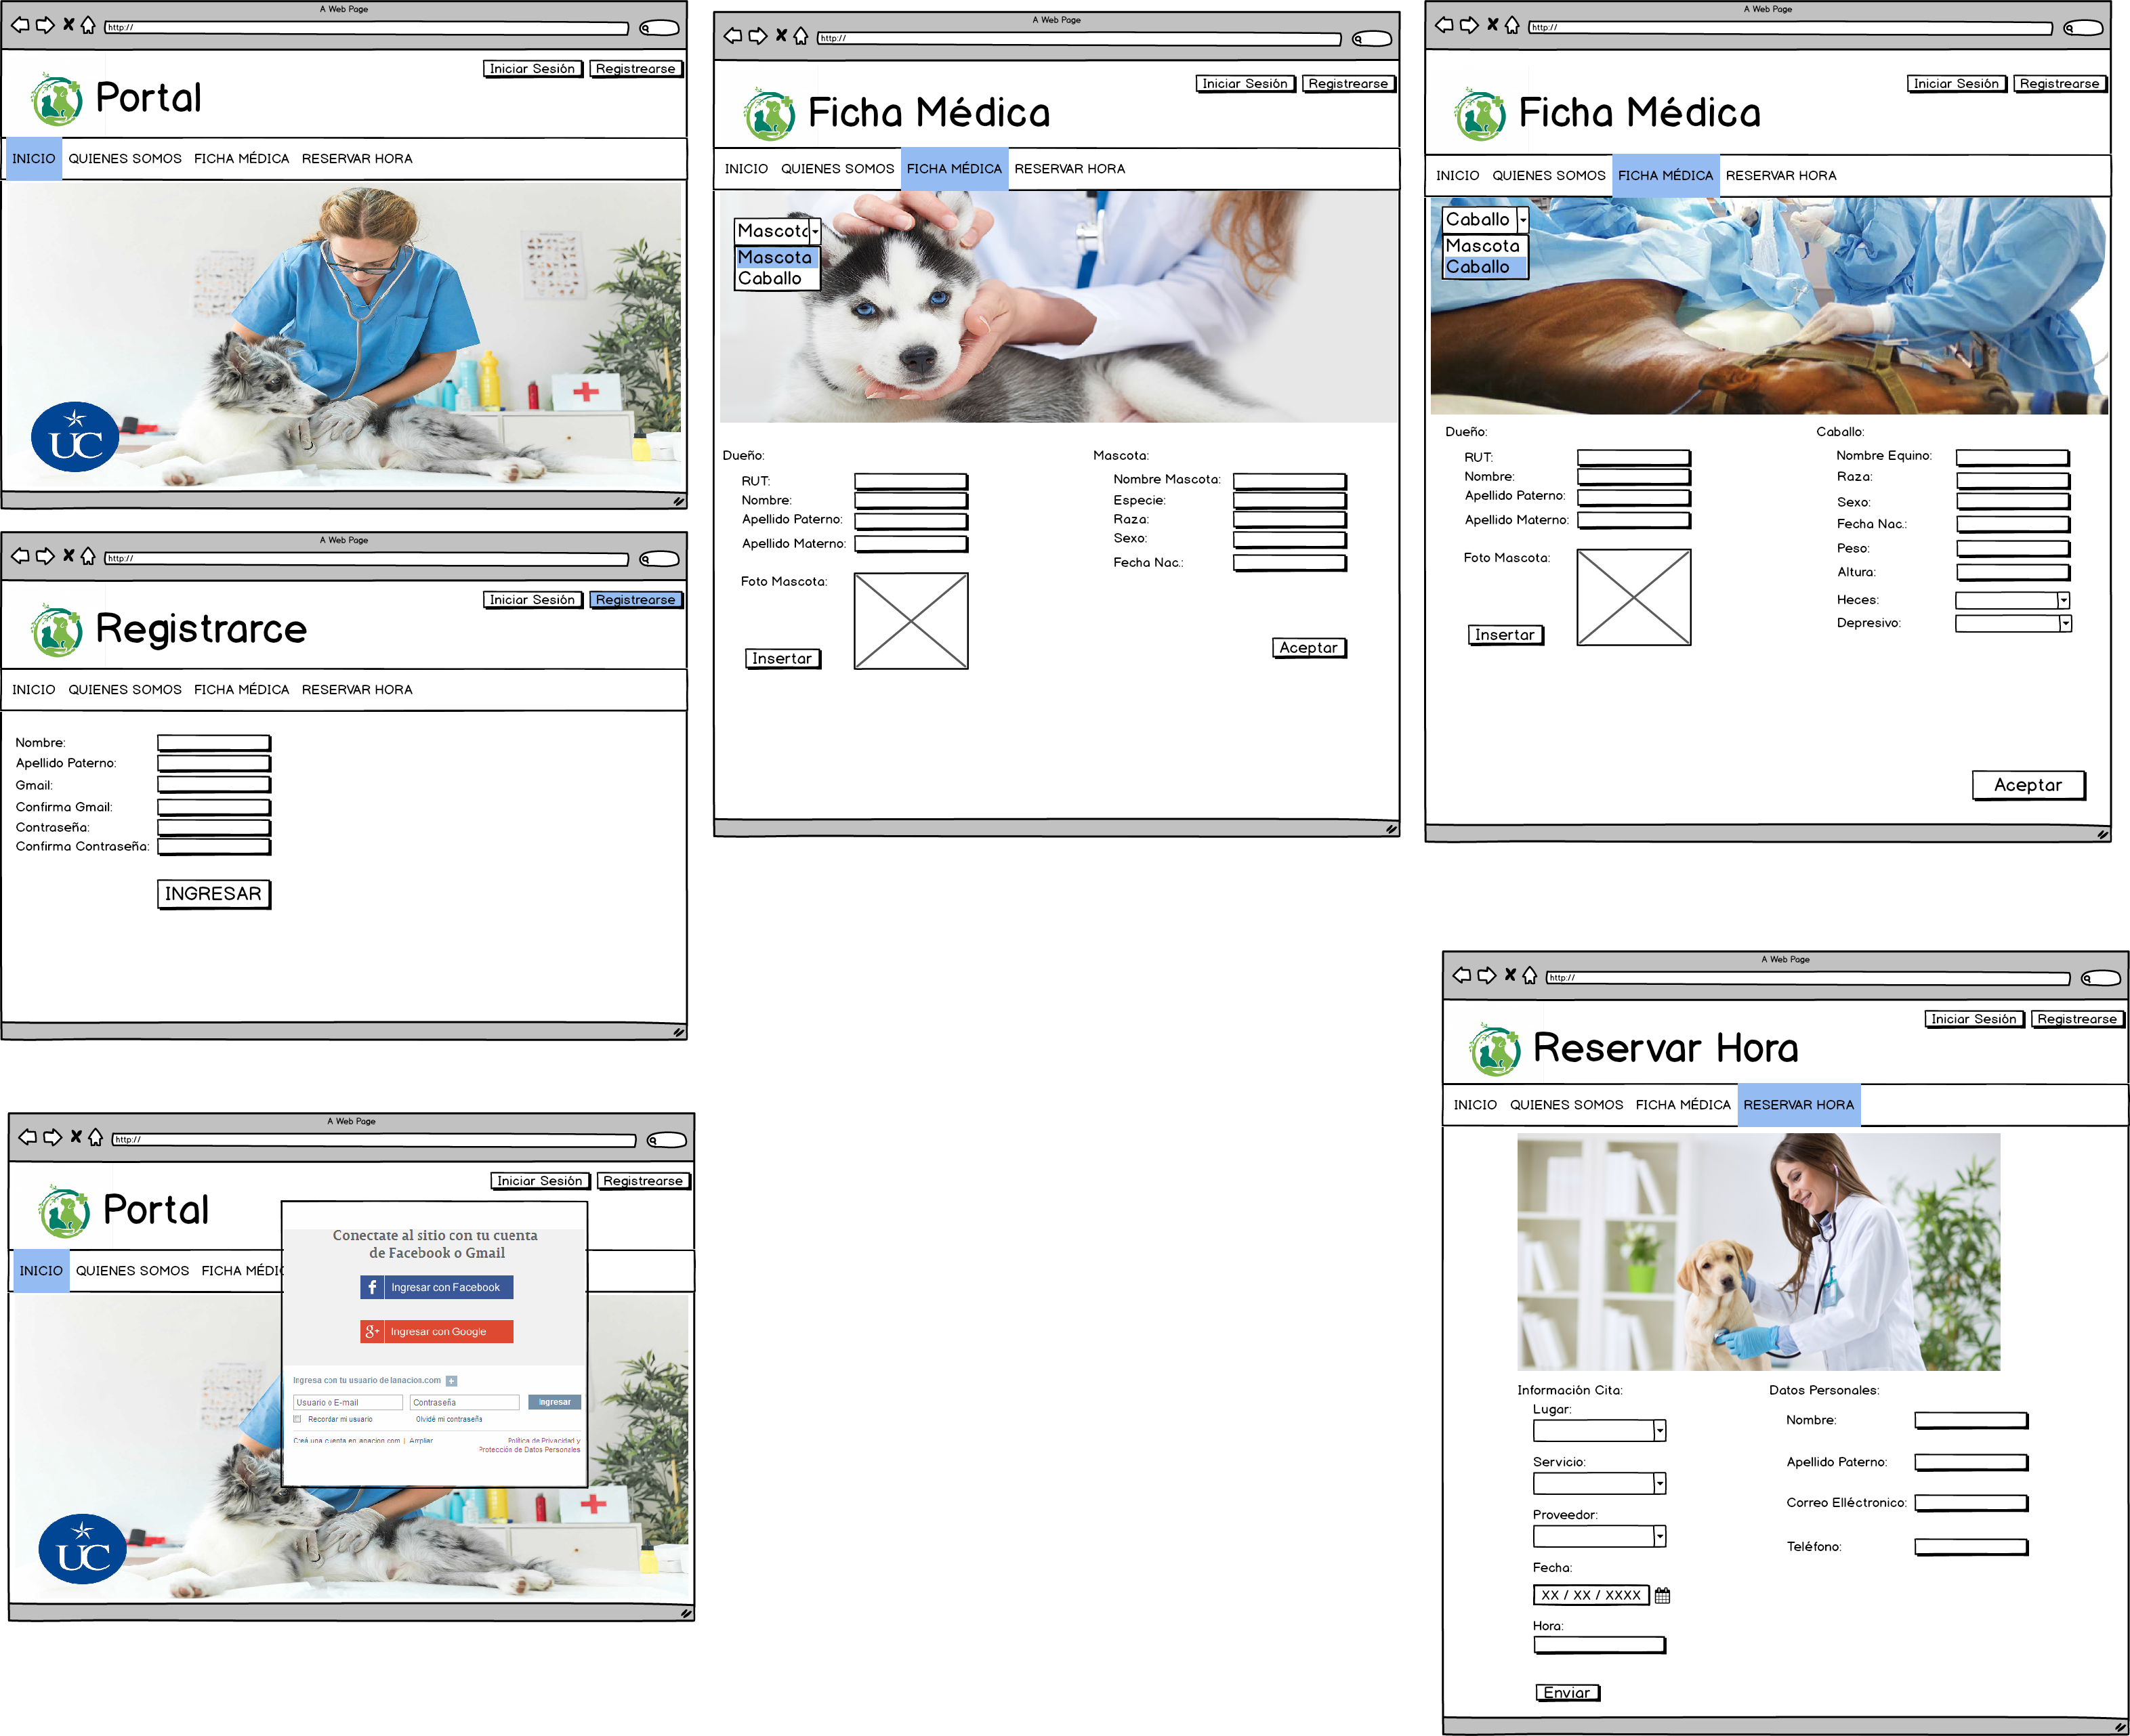 A Web Page
http://
Iniciar Sesión Registrearse
Portal
INICIO QUIENES SOMOS FICHA MÉDICA RESERVAR HORA
UC
A Web Page
http://
Iniciar Sesión Registrearse
Ficha Médica
INICIO QUIENES SOMOS FICHA MÉDICA RESERVAR HORA
Mascota
Mascota
Caballo
Dueño:
RUT:
Nombre:
Apellido Paterno:
Apellido Materno:
Foto Mascota:
Insertar
Mascota:
Nombre Mascota:
Especie:
Raza:
Sexo:
Fecha Nac.:
Aceptar
A Web Page
http://
Iniciar Sesión Registrearse
Ficha Médica
INICIO QUIENES SOMOS FICHA MÉDICA RESERVAR HORA
Caballo
Mascota
Caballo
Dueño:
RUT:
Nombre:
Apellido Paterno:
Apellido Materno:
Foto Mascota:
Insertar
Caballo:
Nombre Equino:
Raza:
Sexo:
Fecha Nac.:
Peso:
Altura:
Heces:
Depresivo:
Aceptar
A Web Page
http://
Iniciar Sesión Registrearse
Registrarce
INICIO QUIENES SOMOS FICHA MÉDICA RESERVAR HORA
Nombre:
Apellido Paterno:
Gmail:
Confirma Gmail:
Contraseña:
Confirma Contraseña:
INGRESAR
A Web Page
http://
Iniciar Sesión Registrearse
Portal
INICIO QUIENES SOMOS FICHA MÉDI
Conectate al sitio con tu cuenta
de Facebook o Gmail
f Ingresar con Facebook
g+ Ingresar con Google
Ingresa con tu usuario de lanacion.com +
Usuario o E-mail Contraseña Ingresar
Recordar mi usuario Olvidé mi contraseña
Creá una cuenta en lanacion.com | Ampliar
Política de Privacidad y
Protección de Datos Personales
UC
A Web Page
http://
Iniciar Sesión Registrearse
Reservar Hora
INICIO QUIENES SOMOS FICHA MÉDICA RESERVAR HORA
Información Cita:
Lugar:
Servicio:
Proveedor:
Fecha:
XX / XX / XXXX
Hora:
Enviar
Datos Personales:
Nombre:
Apellido Paterno:
Correo Elléctronico:
Teléfono: